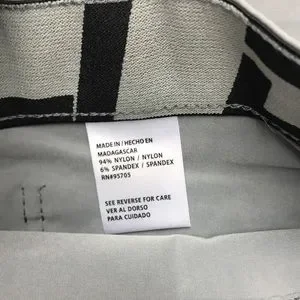 MADE IN / HECHO EN
MADAGASCAR
94% NYLON / NYLON
6% SPANDEX / SPANDEX
RN#95705
SEE REVERSE FOR CARE
VER AL DORSO
PARA CUIDADO